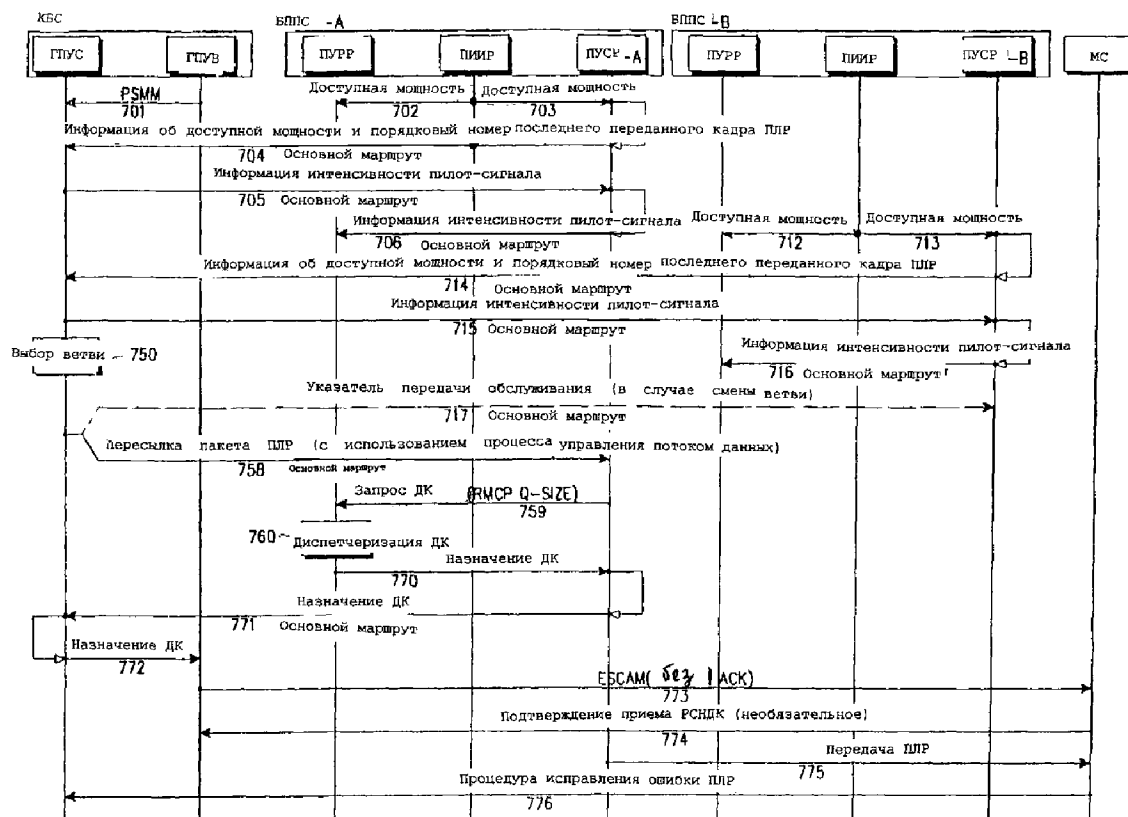 КБС
БППС -А
БППС -В
ГПУС
ГПУВ
ПУРР
ПИИР
ПУСР -А
ПУРР
ПИИР
ПУСР -В
МС
PSMM
701
Доступная мощность
702
Доступная мощность
703
Информация об доступной мощности и порядковый номер последнего переданного кадра ПЛР
704 Основной маршрут
Информация интенсивности пилот-сигнала
705 Основной маршрут
Информация интенсивности пилот-сигнала
706 Основной маршрут
Доступная мощность
712
Доступная мощность
713
Информация об доступной мощности и порядковый номер последнего переданного кадра ПЛР
714 Основной маршрут
Информация интенсивности пилот-сигнала
715 Основной маршрут
Выбор ветви 750
Информация интенсивности пилот-сигнала
716 Основной маршрут
Указатель передачи обслуживания (в случае смены ветви)
717 Основной маршрут
Пересылка пакета ПЛР (с использованием процесса управления потоком данных)
758 Основной маршрут
Запрос ДК (RMCP Q-SIZE)
759
760 Диспетчеризация ДК
Назначение ДК
770
Назначение ДК
771 Основной маршрут
Назначение ДК
772
ESCAM( без ACK)
773
Подтверждение приема РСНДК (необязательное)
774
Передача ПЛР
775
Процедура исправления ошибки ПЛР
776